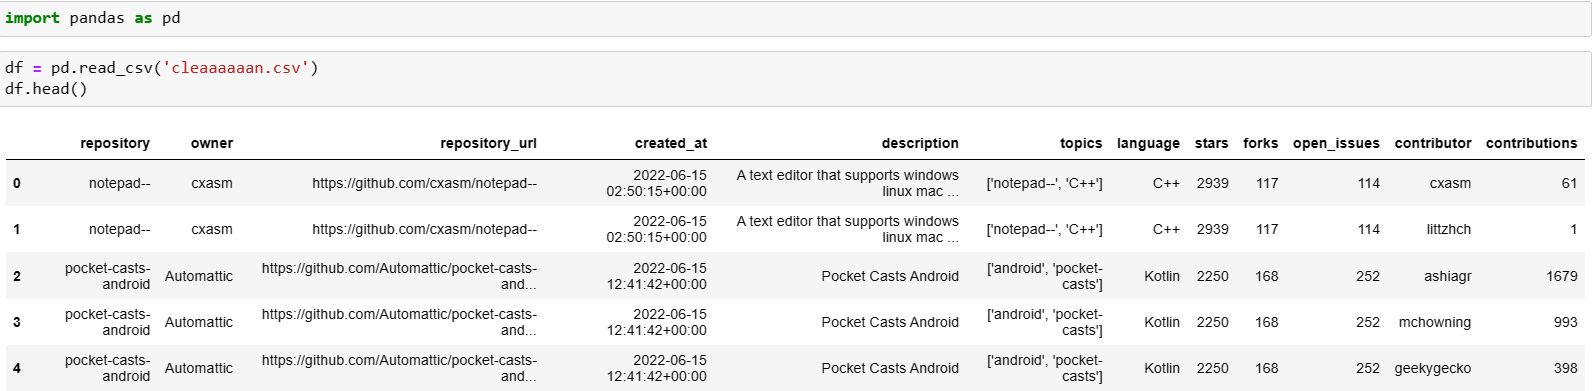 import pandas as pd
df = pd.read_csv('cleaaaaaan.csv')
df.head()
repository owner repository_url created_at description topics language stars forks open_issues contributor contributions
0 notepad-- cxasm https://github.com/cxasm/notepad-- 2022-06-15 02:50:15+00:00 A text editor that supports windows linux mac ... ['notepad--', 'C++'] C++ 2939 117 114 cxasm 61
1 notepad-- cxasm https://github.com/cxasm/notepad-- 2022-06-15 02:50:15+00:00 A text editor that supports windows linux mac ... ['notepad--', 'C++'] C++ 2939 117 114 littzhch 1
2 pocket-casts-android Automattic https://github.com/Automattic/pocket-casts-and... 2022-06-15 12:41:42+00:00 Pocket Casts Android ['android', 'pocket-casts'] Kotlin 2250 168 252 ashiagr 1679
3 pocket-casts-android Automattic https://github.com/Automattic/pocket-casts-and... 2022-06-15 12:41:42+00:00 Pocket Casts Android ['android', 'pocket-casts'] Kotlin 2250 168 252 mchowning 993
4 pocket-casts-android Automattic https://github.com/Automattic/pocket-casts-and... 2022-06-15 12:41:42+00:00 Pocket Casts Android ['android', 'pocket-casts'] Kotlin 2250 168 252 geekygecko 398